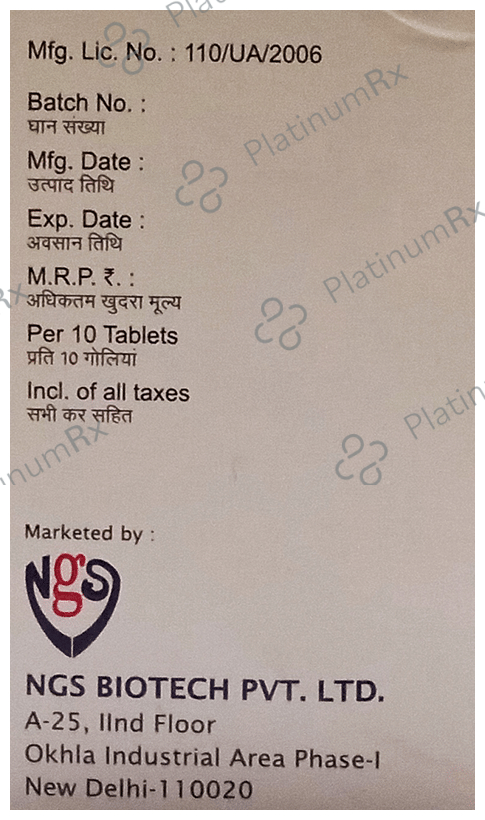 Mfg. Lic. No. : 110/UA/2006
Batch No. :
घान संख्या
Mfg. Date :
उत्पाद तिथि
Exp. Date :
अवसान तिथि
M.R.P. ₹. :
अधिकतम खुदरा मूल्य
Per 10 Tablets
प्रति 10 गोलियां
Incl. of all taxes
सभी कर सहित
Marketed by :
NgS
NGS BIOTECH PVT. LTD.
A-25, IInd Floor
Okhla Industrial Area Phase-I
New Delhi-110020
PlatinumRx
PlatinumRx